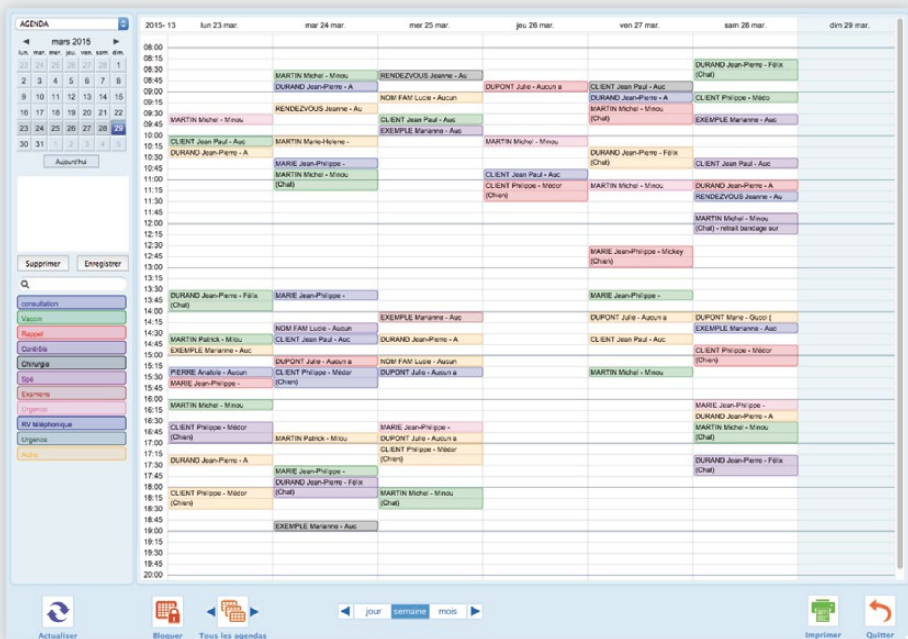 AGENDA
mars 2015
lun. mar. mer. jeu. ven. sam. dim.
23 24 25 26 27 28 1
2 3 4 5 6 7 8
9 10 11 12 13 14 15
16 17 18 19 20 21 22
23 24 25 26 27 28 29
30 31 1 2 3 4 5
Aujourd'hui
Supprimer Enregistrer
consultation
Vaccin
Rappel
Contrôle
Chirurgie
Spé
Examens
Urgence
RV téléphonique
Urgence
Autre
2015- 13 lun 23 mar. mar 24 mar. mer 25 mar. jeu 26 mar. ven 27 mar. sam 28 mar. dim 29 mar.
08:00
08:15
08:30
08:45
09:00
09:15
09:30
09:45
10:00
10:15
10:30
10:45
11:00
11:15
11:30
11:45
12:00
12:15
12:30
12:45
13:00
13:15
13:30
13:45
14:00
14:15
14:30
14:45
15:00
15:15
15:30
15:45
16:00
16:15
16:30
16:45
17:00
17:15
17:30
17:45
18:00
18:15
18:30
18:45
19:00
19:15
19:30
19:45
20:00
MARTIN Michel - Minou
CLIENT Jean Paul - Auc
DURAND Jean-Pierre - A
DURAND Jean-Pierre - Félix
(Chat)
MARTIN Patrick - Milou
EXEMPLE Marianne - Auc
PIERRE Anatole - Aucun
MARIE Jean-Philippe -
MARTIN Michel - Minou
CLIENT Philippe - Médor
(Chien)
DURAND Jean-Pierre - A
CLIENT Philippe - Médor
(Chien)
MARTIN Michel - Minou
DURAND Jean-Pierre - A
RENDEZVOUS Jeanne - Au
MARTIN Marie-Helene -
MARIE Jean-Philippe -
MARTIN Michel - Minou
(Chat)
MARIE Jean-Philippe -
NOM FAM Lucie - Aucun
CLIENT Jean Paul - Auc
DUPONT Julie - Aucun a
CLIENT Philippe - Médor
(Chien)
MARTIN Patrick - Milou
MARIE Jean-Philippe -
DURAND Jean-Pierre - Félix
(Chat)
EXEMPLE Marianne - Auc
RENDEZVOUS Jeanne - Au
NOM FAM Lucie - Aucun
CLIENT Jean Paul - Auc
EXEMPLE Marianne - Auc
EXEMPLE Marianne - Auc
DURAND Jean-Pierre - A
NOM FAM Lucie - Aucun
DUPONT Julie - Aucun a
MARIE Jean-Philippe -
DUPONT Julie - Aucun a
CLIENT Philippe - Médor
(Chien)
MARTIN Michel - Minou
(Chat)
DUPONT Julie - Aucun a
MARTIN Michel - Minou
CLIENT Jean Paul - Auc
CLIENT Philippe - Médor
(Chien)
CLIENT Jean Paul - Auc
DURAND Jean-Pierre - A
MARTIN Michel - Minou
(Chat)
DURAND Jean-Pierre - Félix
(Chat)
MARTIN Michel - Minou
MARIE Jean-Philippe - Mickey
(Chien)
MARIE Jean-Philippe -
DUPONT Julie - Aucun a
CLIENT Jean Paul - Auc
MARTIN Michel - Minou
DURAND Jean-Pierre - Félix
(Chat)
CLIENT Philippe - Médo
EXEMPLE Marianne - Auc
CLIENT Jean Paul - Auc
DURAND Jean-Pierre - A
RENDEZVOUS Jeanne - Au
MARTIN Michel - Minou
(Chat) - retrait bandage sur
DUPONT Marie - Gucci (
EXEMPLE Marianne - Auc
CLIENT Philippe - Médor
(Chien)
MARIE Jean-Philippe -
DURAND Jean-Pierre - A
MARTIN Michel - Minou
(Chat)
DURAND Jean-Pierre - Félix
(Chat)
Actualiser
Bloquer
Tous les agendas
jour semaine mois
Imprimer
Quitter